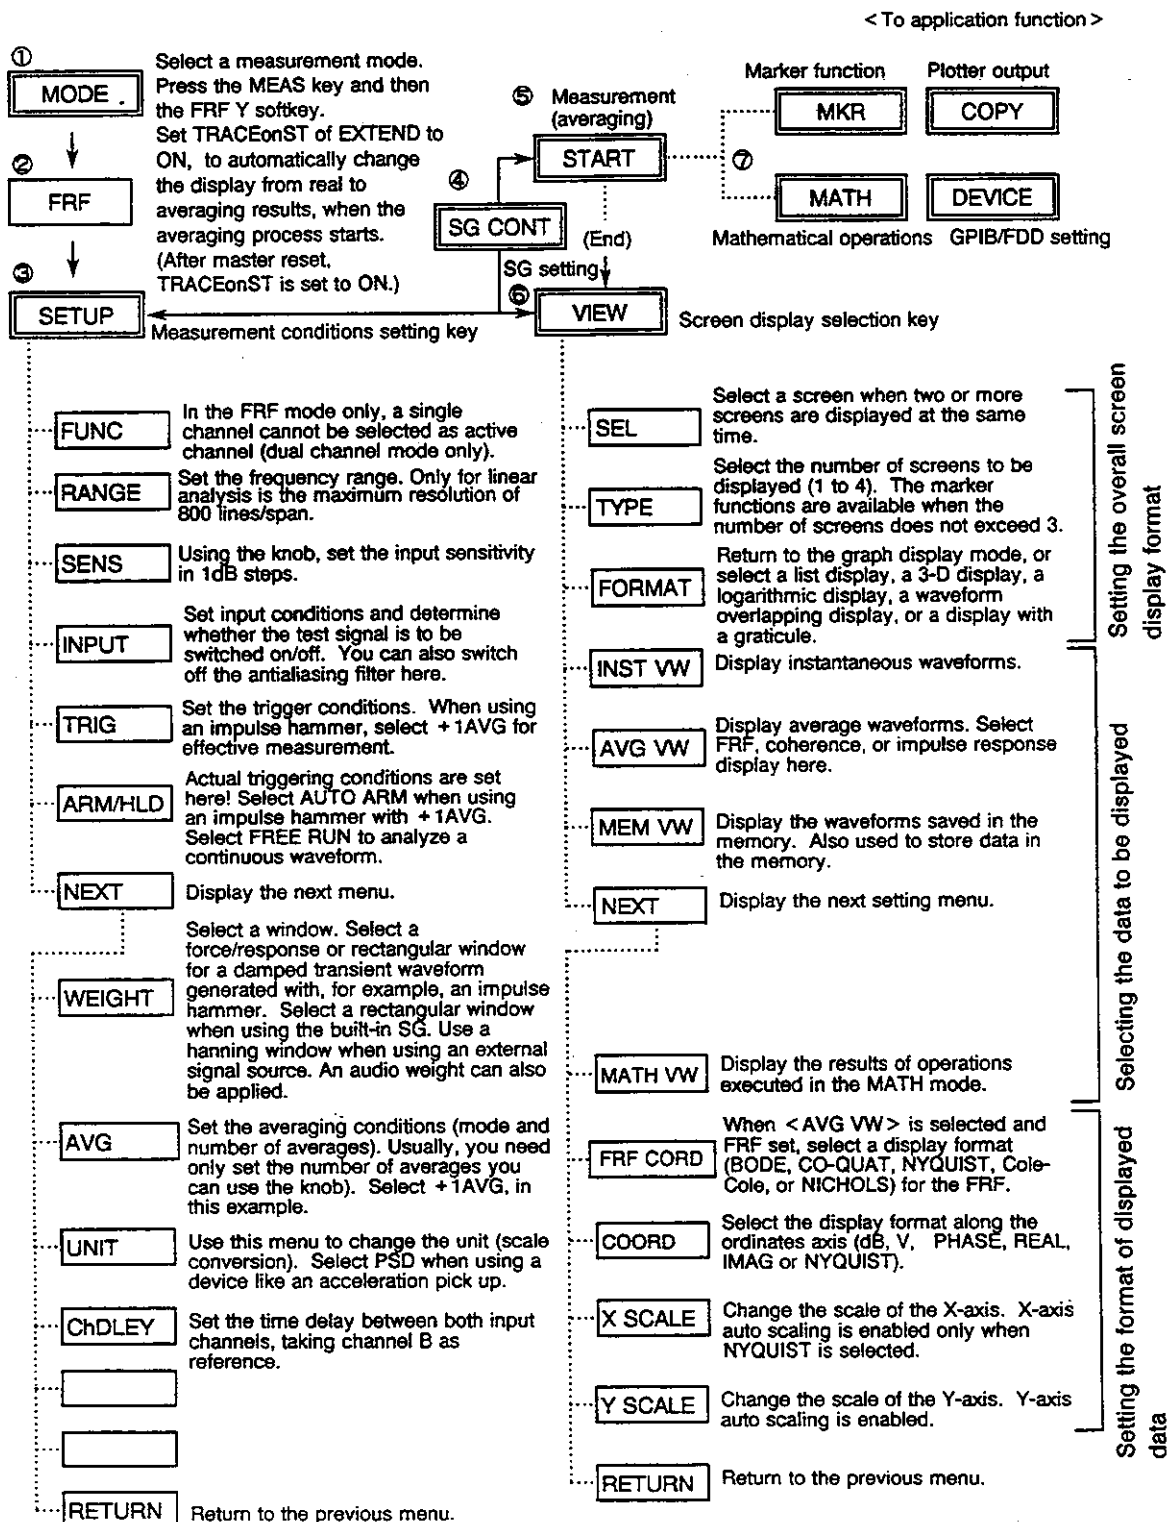 < To application function >
①
MODE .
Select a measurement mode.
Press the MEAS key and then
the FRF Y softkey.
Set TRACEonST of EXTEND to
ON, to automatically change
the display from real to
averaging results, when the
averaging process starts.
(After master reset,
TRACEonST is set to ON.)
②
FRF
③
SETUP
Measurement conditions setting key
④
SG CONT
SG setting
⑤ Measurement
(averaging)
START
(End)
⑥
VIEW
Screen display selection key
Marker function
MKR
Plotter output
COPY
⑦
MATH
DEVICE
Mathematical operations
GPIB/FDD setting
FUNC
In the FRF mode only, a single
channel cannot be selected as active
channel (dual channel mode only).
RANGE
Set the frequency range. Only for linear
analysis is the maximum resolution of
800 lines/span.
SENS
Using the knob, set the input sensitivity
in 1dB steps.
INPUT
Set input conditions and determine
whether the test signal is to be
switched on/off. You can also switch
off the antialiasing filter here.
TRIG
Set the trigger conditions. When using
an impulse hammer, select +1AVG for
effective measurement.
ARM/HLD
Actual triggering conditions are set
here! Select AUTO ARM when using
an impulse hammer with +1AVG.
Select FREE RUN to analyze a
continuous waveform.
NEXT
Display the next menu.
WEIGHT
Select a window. Select a
force/response or rectangular window
for a damped transient waveform
generated with, for example, an impulse
hammer. Select a rectangular window
when using the built-in SG. Use a
hanning window when using an external
signal source. An audio weight can also
be applied.
AVG
Set the averaging conditions (mode and
number of averages). Usually, you need
only set the number of averages you
can use the knob). Select +1AVG, in
this example.
UNIT
Use this menu to change the unit (scale
conversion). Select PSD when using a
device like an acceleration pick up.
ChDLEY
Set the time delay between both input
channels, taking channel B as
reference.
RETURN
Return to the previous menu.
SEL
Select a screen when two or more
screens are displayed at the same
time.
TYPE
Select the number of screens to be
displayed (1 to 4). The marker
functions are available when the
number of screens does not exceed 3.
FORMAT
Return to the graph display mode, or
select a list display, a 3-D display, a
logarithmic display, a waveform
overlapping display, or a display with
a graticule.
Setting the overall screen
display format
INST VW
Display instantaneous waveforms.
AVG VW
Display average waveforms. Select
FRF, coherence, or impulse response
display here.
MEM VW
Display the waveforms saved in the
memory. Also used to store data in
the memory.
NEXT
Display the next setting menu.
MATH VW
Display the results of operations
executed in the MATH mode.
Selecting the data to be displayed
FRF CORD
When <AVG VW> is selected and
FRF set, select a display format
(BODE, CO-QUAT, NYQUIST, Cole-
Cole, or NICHOLS) for the FRF.
COORD
Select the display format along the
ordinates axis (dB, V, PHASE, REAL,
IMAG or NYQUIST).
X SCALE
Change the scale of the X-axis. X-axis
auto scaling is enabled only when
NYQUIST is selected.
Y SCALE
Change the scale of the Y-axis. Y-axis
auto scaling is enabled.
Setting the format of displayed
data
RETURN
Return to the previous menu.